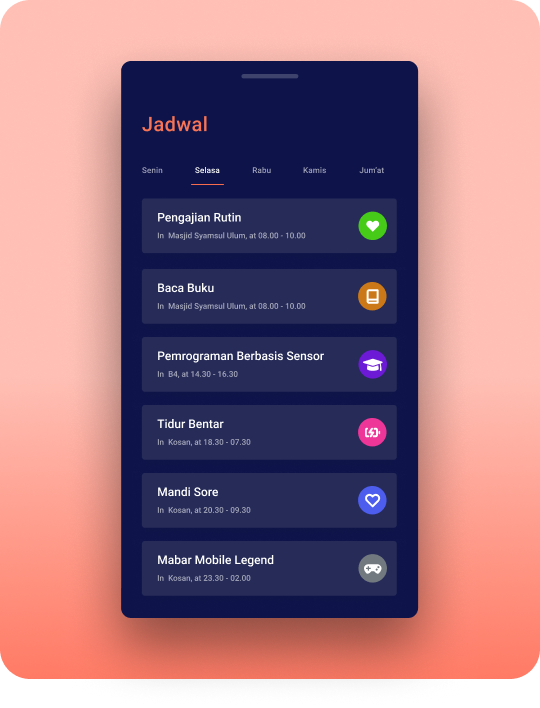 Jadwal
Senin Selasa Rabu Kamis Jum'at
Pengajian Rutin
In Masjid Syamsul Ulum, at 08.00 - 10.00
Baca Buku
In Masjid Syamsul Ulum, at 08.00 - 10.00
Pemrograman Berbasis Sensor
In B4, at 14.30 - 16.30
Tidur Bentar
In Kosan, at 18.30 - 07.30
Mandi Sore
In Kosan, at 20.30 - 09.30
Mabar Mobile Legend
In Kosan, at 23.30 - 02.00